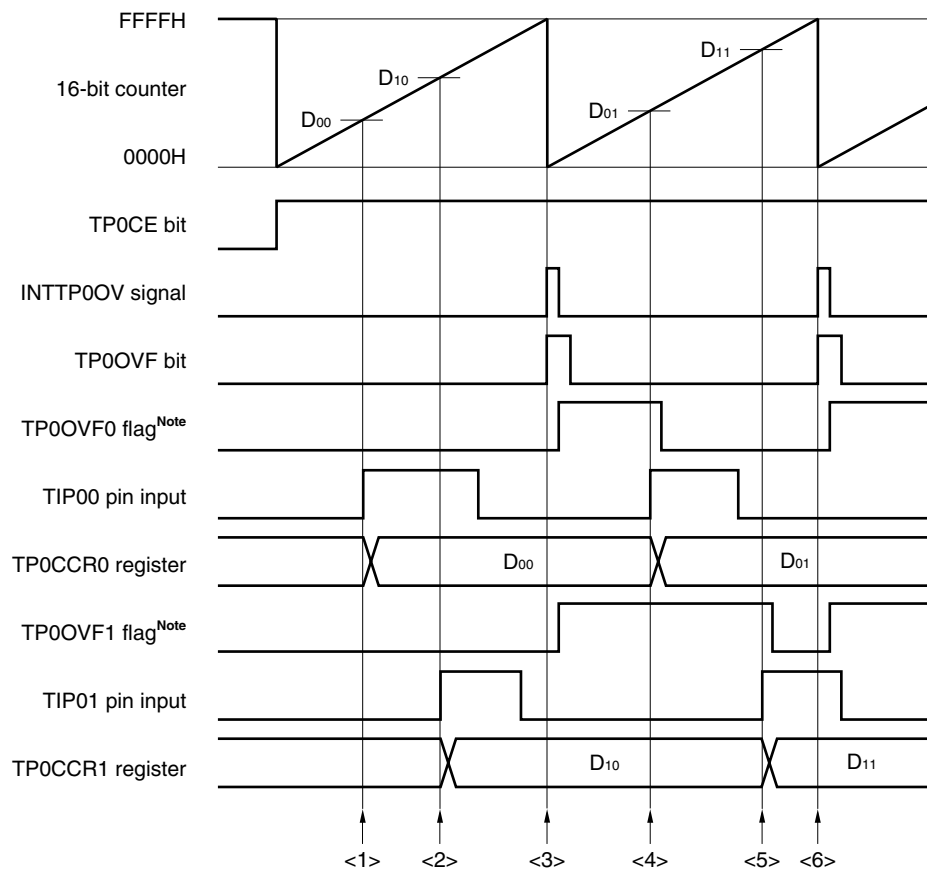 FFFFH
D11
D10
16-bit counter
D01
D00
0000H
TP0CE bit
INTTP0OV signal
TP0OVF bit
TP0OVF0 flagNote
TIP00 pin input
TP0CCR0 register
D00
D01
TP0OVF1 flagNote
TIP01 pin input
TP0CCR1 register
D10
D11
<1>
<2>
<3>
<4>
<5>
<6>